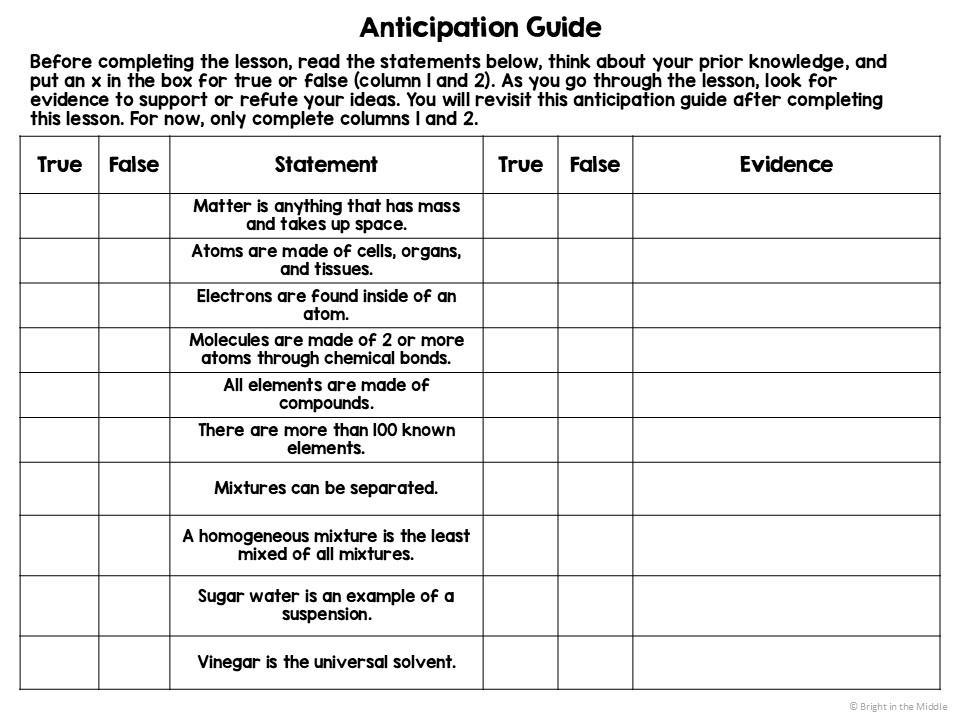 Anticipation Guide
Before completing the lesson, read the statements below, think about your prior knowledge, and
put an x in the box for true or false (column 1 and 2). As you go through the lesson, look for
evidence to support or refute your ideas. You will revisit this anticipation guide after completing
this lesson. For now, only complete columns 1 and 2.
True False Statement True False Evidence
Matter is anything that has mass
and takes up space.
Atoms are made of cells, organs,
and tissues.
Electrons are found inside of an
atom.
Molecules are made of 2 or more
atoms through chemical bonds.
All elements are made of
compounds.
There are more than 100 known
elements.
Mixtures can be separated.
A homogeneous mixture is the least
mixed of all mixtures.
Sugar water is an example of a
suspension.
Vinegar is the universal solvent.
© Bright in the Middle